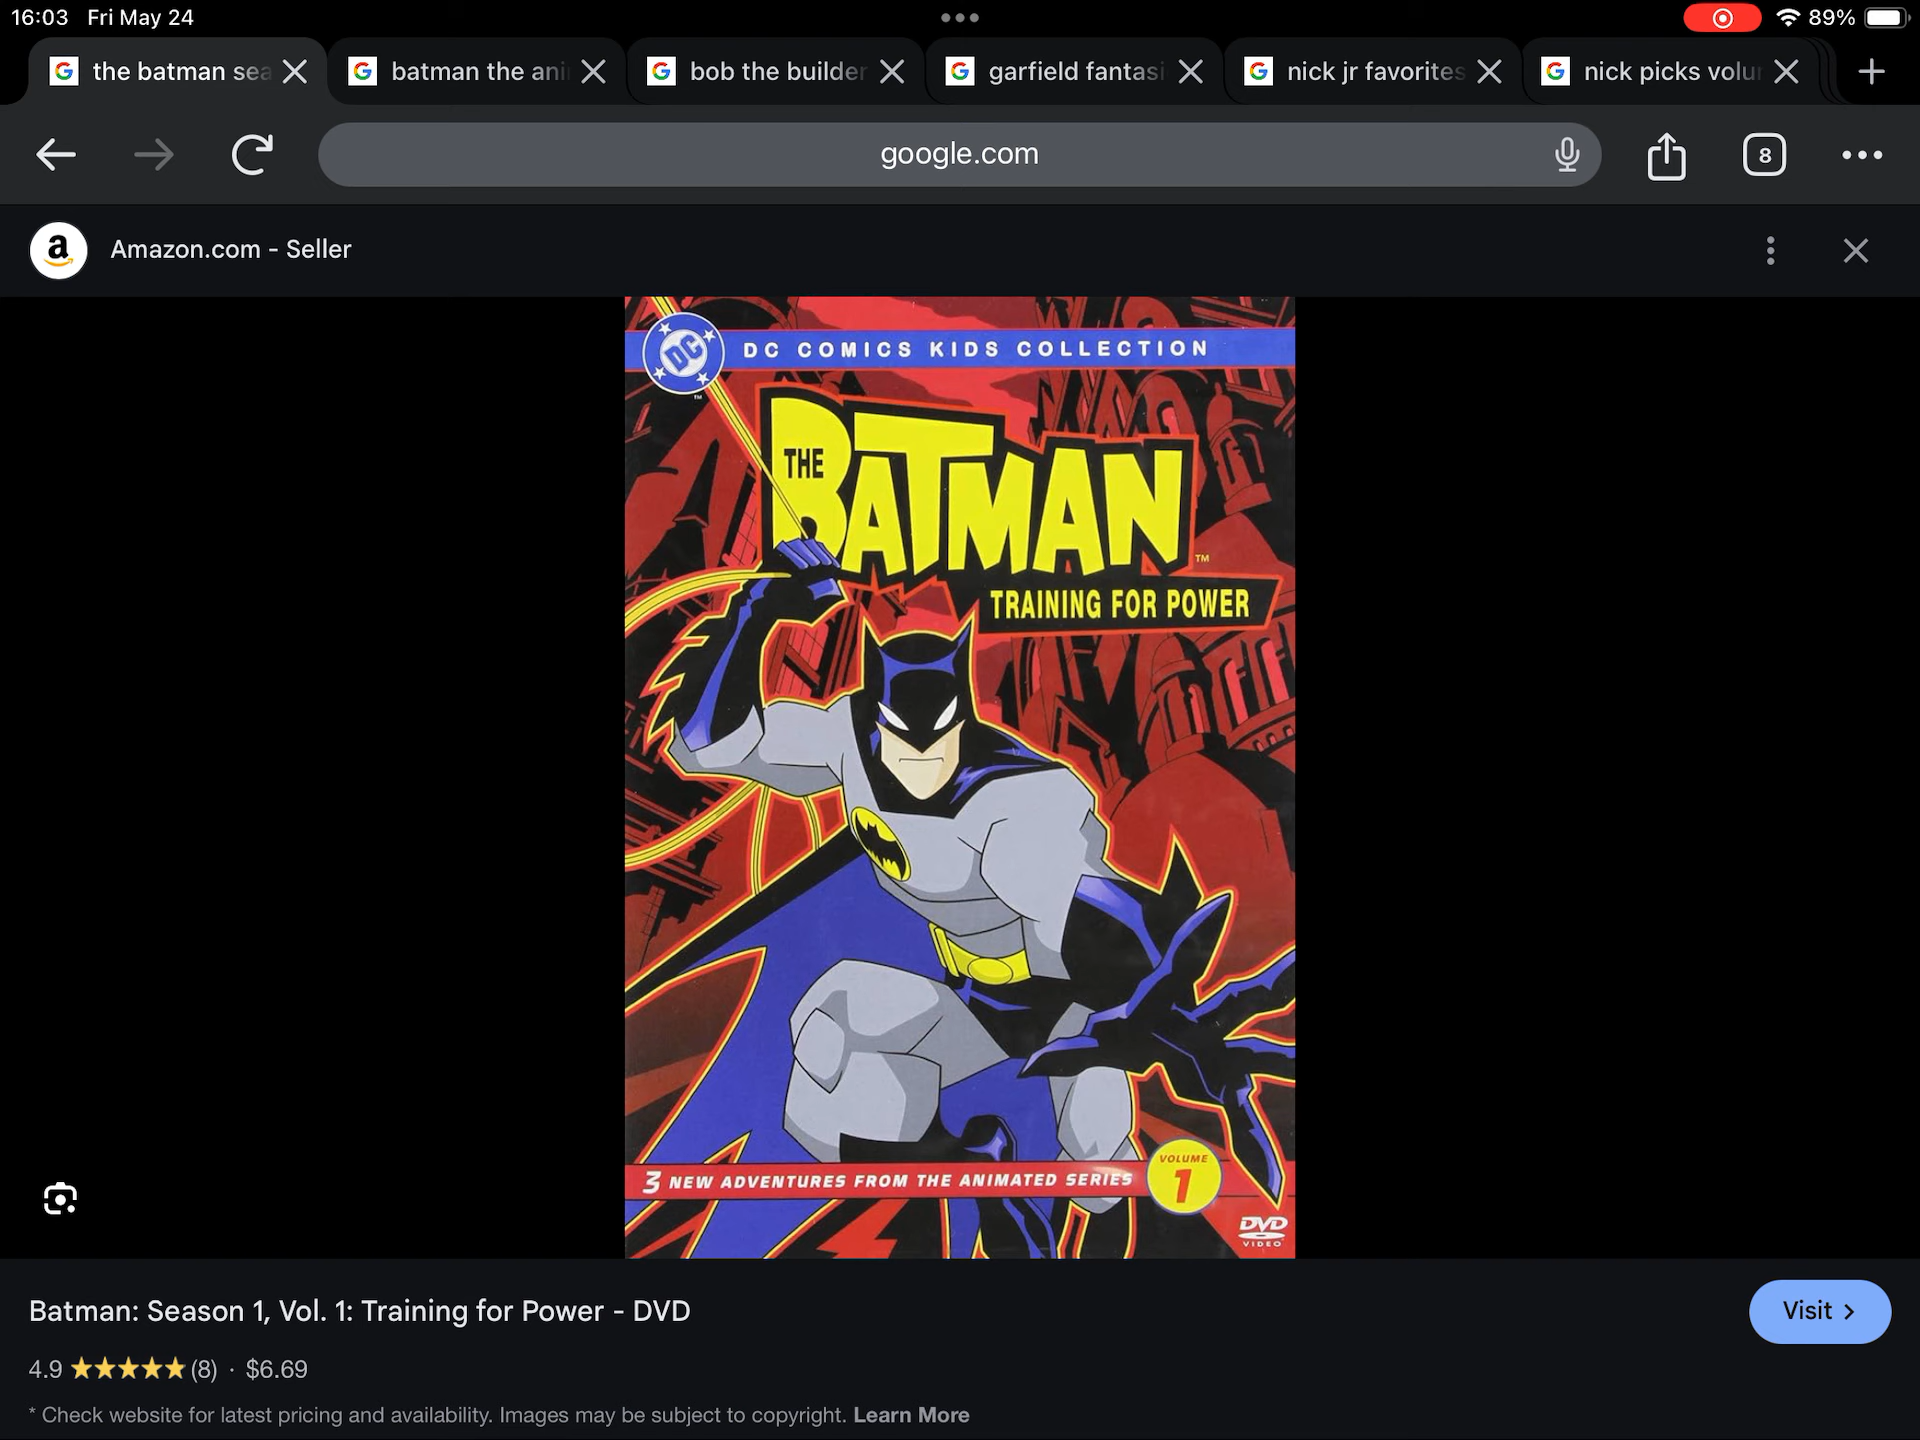 16:03 Fri May 24
89%
the batman sea
batman the ani
bob the builder
garfield fantasi
nick jr favorites
nick picks volu
google.com
8
a
Amazon.com - Seller
DC
DC COMICS KIDS COLLECTION
TM
THE
BATMAN
TM
TRAINING FOR POWER
3 NEW ADVENTURES FROM THE ANIMATED SERIES
VOLUME
1
DVD
VIDEO
Batman: Season 1, Vol. 1: Training for Power - DVD
Visit
4.9 ★★★★★ (8) · $6.69
* Check website for latest pricing and availability. Images may be subject to copyright. Learn More